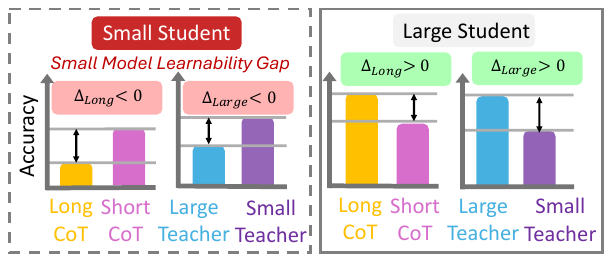 Small Student
Small Model Learnability Gap
Δ_Long < 0
Δ_Large < 0
Accuracy
Long CoT
Short CoT
Large Teacher
Small Teacher
Large Student
Δ_Long > 0
Δ_Large > 0
Long CoT
Short CoT
Large Teacher
Small Teacher